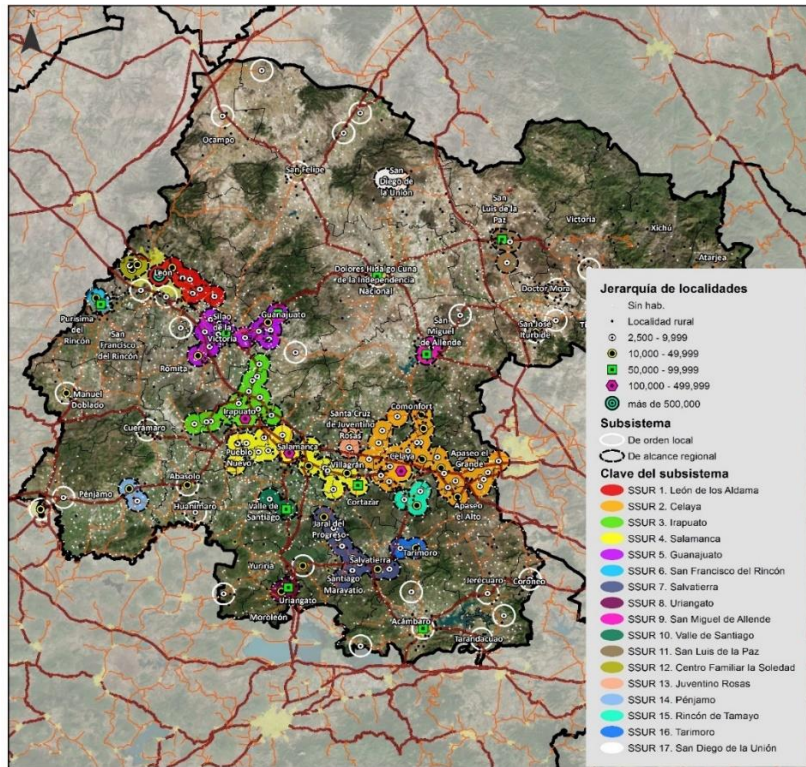 N
Ocampo
San Felipe
San
Diego de
la Unión
San
Luis de la
Paz
Victoria
Xichú
Atarjea
León
Dolores Hidalgo Cuna
de la Independencia
Nacional
Doctor Mora
Purísima
del
Rincón
San
Francisco
del Rincón
Silao
de la
Victoria
Guanajuato
San
Miguel
de Allende
San José
Iturbide
Romita
Manuel
Doblado
Cuerámaro
Irapuato
Santa Cruz
de Juventino
Rosas
Comonfort
Pueblo
Nuevo
Salamanca
Villagrán
Celaya
Apaseo el
Grande
Abasolo
Pénjamo
Huanímaro
Valle de
Santiago
Cortazar
Apaseo
el Alto
Jaral del
Progreso
Salvatierra
Tarimoro
Yuriria
Santiago
Maravatío
Uriangato
Moroleón
Jerécuaro
Coroneo
Acámbaro
Tarandacuao
Jerarquía de localidades
Sin hab.
Localidad rural
2,500 - 9,999
10,000 - 49,999
50,000 - 99,999
100,000 - 499,999
más de 500,000
Subsistema
De orden local
De alcance regional
Clave del subsistema
SSUR 1. León de los Aldama
SSUR 2. Celaya
SSUR 3. Irapuato
SSUR 4. Salamanca
SSUR 5. Guanajuato
SSUR 6. San Francisco del Rincón
SSUR 7. Salvatierra
SSUR 8. Uriangato
SSUR 9. San Miguel de Allende
SSUR 10. Valle de Santiago
SSUR 11. San Luis de la Paz
SSUR 12. Centro Familiar la Soledad
SSUR 13. Juventino Rosas
SSUR 14. Pénjamo
SSUR 15. Rincón de Tamayo
SSUR 16. Tarimoro
SSUR 17. San Diego de la Unión